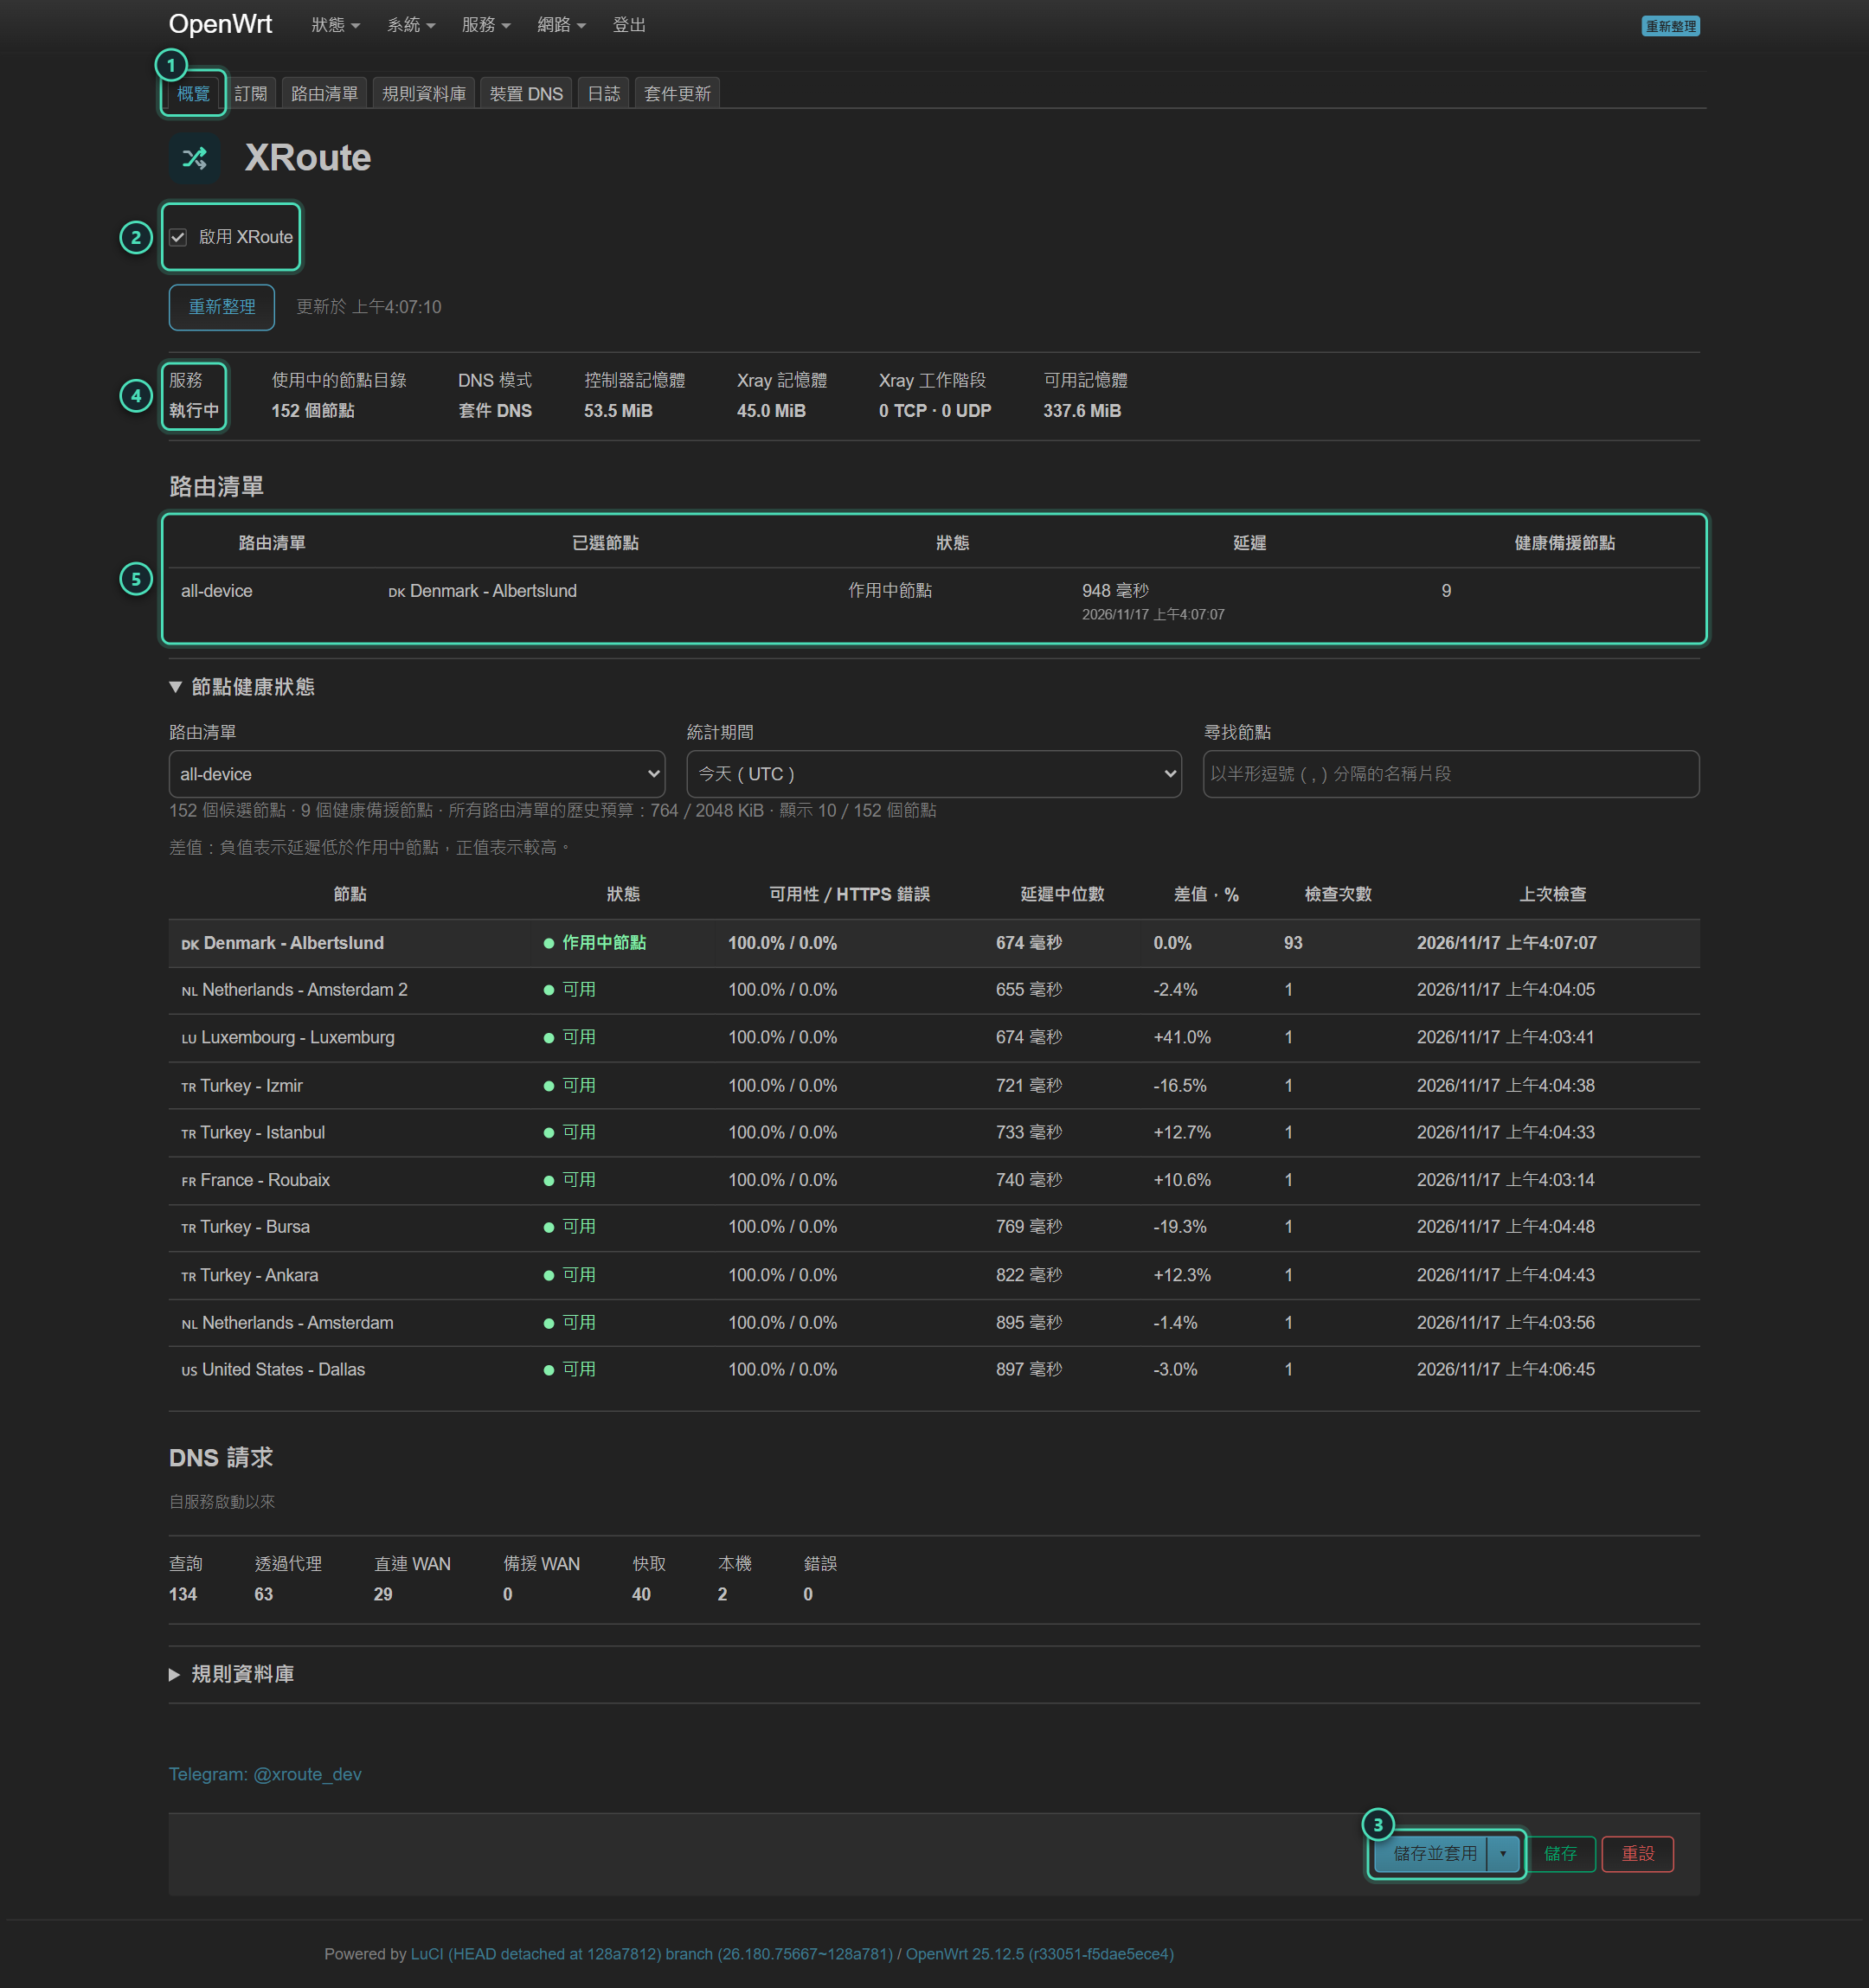 OpenWrt 狀態 系統 服務 網路 登出 重新整理
1
概覽 訂閱 路由清單 規則資料庫 裝置 DNS 日誌 套件更新
XRoute
2 啟用 XRoute
重新整理 更新於 上午4:07:10
服務 使用中的節點目錄 DNS 模式 控制器記憶體 Xray 記憶體 Xray 工作階段 可用記憶體
4
執行中 152 個節點 套件 DNS 53.5 MiB 45.0 MiB 0 TCP · 0 UDP 337.6 MiB
路由清單
路由清單 已選節點 狀態 延遲 健康備援節點
5
all-device DK Denmark - Albertslund 作用中節點 948 毫秒 9
2026/11/17 上午4:07:07
▼ 節點健康狀態
路由清單 統計期間 尋找節點
all-device 今天（UTC） 以半形逗號（,）分隔的名稱片段
152 個候選節點 · 9 個健康備援節點 · 所有路由清單的歷史預算：764 / 2048 KiB · 顯示 10 / 152 個節點
差值：負值表示延遲低於作用中節點，正值表示較高。
節點 狀態 可用性 / HTTPS 錯誤 延遲中位數 差值 · % 檢查次數 上次檢查
DK Denmark - Albertslund ● 作用中節點 100.0% / 0.0% 674 毫秒 0.0% 93 2026/11/17 上午4:07:07
NL Netherlands - Amsterdam 2 ● 可用 100.0% / 0.0% 655 毫秒 -2.4% 1 2026/11/17 上午4:04:05
LU Luxembourg - Luxemburg ● 可用 100.0% / 0.0% 674 毫秒 +41.0% 1 2026/11/17 上午4:03:41
TR Turkey - Izmir ● 可用 100.0% / 0.0% 721 毫秒 -16.5% 1 2026/11/17 上午4:04:38
TR Turkey - Istanbul ● 可用 100.0% / 0.0% 733 毫秒 +12.7% 1 2026/11/17 上午4:04:33
FR France - Roubaix ● 可用 100.0% / 0.0% 740 毫秒 +10.6% 1 2026/11/17 上午4:03:14
TR Turkey - Bursa ● 可用 100.0% / 0.0% 769 毫秒 -19.3% 1 2026/11/17 上午4:04:48
TR Turkey - Ankara ● 可用 100.0% / 0.0% 822 毫秒 +12.3% 1 2026/11/17 上午4:04:43
NL Netherlands - Amsterdam ● 可用 100.0% / 0.0% 895 毫秒 -1.4% 1 2026/11/17 上午4:03:56
US United States - Dallas ● 可用 100.0% / 0.0% 897 毫秒 -3.0% 1 2026/11/17 上午4:06:45
DNS 請求
自服務啟動以來
查詢 透過代理 直連 WAN 備援 WAN 快取 本機 錯誤
134 63 29 0 40 2 0
▶ 規則資料庫
Telegram: @xroute_dev
3
儲存並套用 ▾ 儲存 重設
Powered by LuCI (HEAD detached at 128a7812) branch (26.180.75667~128a781) / OpenWrt 25.12.5 (r33051-f5dae5ece4)